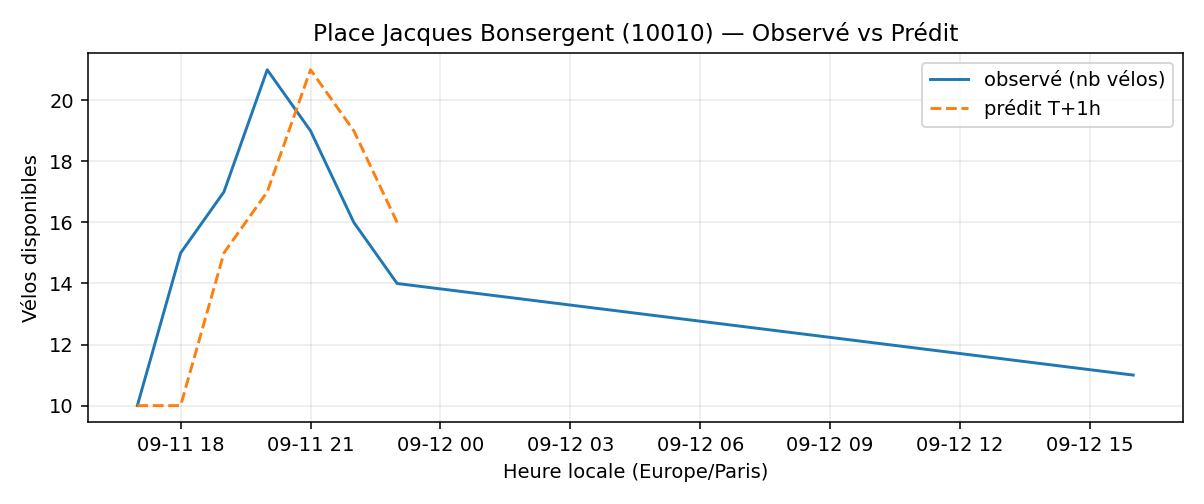 Place Jacques Bonsergent (10010) — Observé vs Prédit
observé (nb vélos)
prédit T+1h
Vélos disponibles
20
18
16
14
12
10
09-11 18
09-11 21
09-12 00
09-12 03
09-12 06
09-12 09
09-12 12
09-12 15
Heure locale (Europe/Paris)